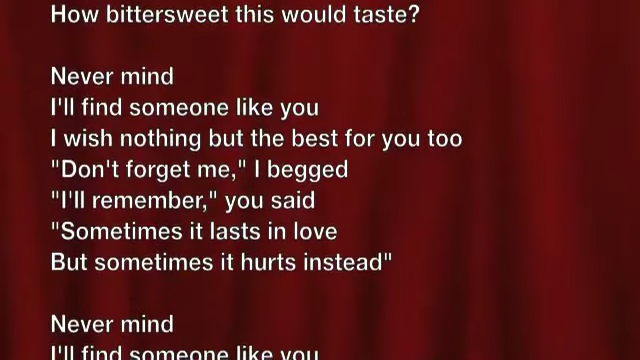 How bittersweet this would taste?
Never mind
I'll find someone like you
I wish nothing but the best for you too
"Don't forget me," I begged
"I'll remember," you said
"Sometimes it lasts in love
But sometimes it hurts instead"
Never mind
I'll find someone like you